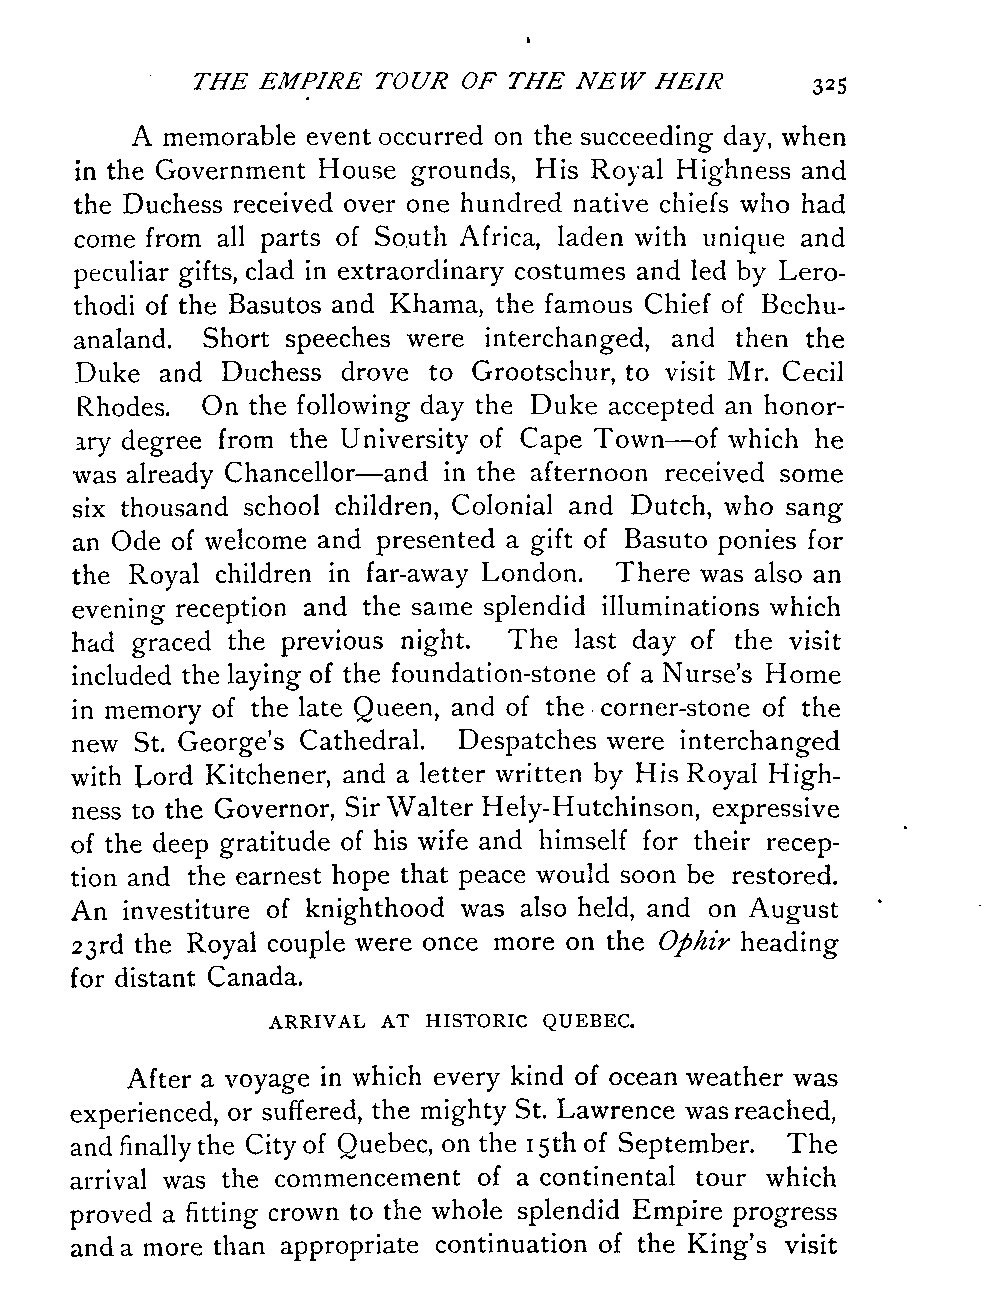 THE EMPIRE TOUR OF THE NEW HEIR 325
A memorable event occurred on the succeeding day, when
in the Government House grounds, His Royal Highness and
the Duchess received over one hundred native chiefs who had
come from all parts of South Africa, laden with unique and
peculiar gifts, clad in extraordinary costumes and led by Lero-
thodi of the Basutos and Khama, the famous Chief of Bechu-
analand. Short speeches were interchanged, and then the
Duke and Duchess drove to Grootschur, to visit Mr. Cecil
Rhodes. On the following day the Duke accepted an honor-
ary degree from the University of Cape Town—of which he
was already Chancellor—and in the afternoon received some
six thousand school children, Colonial and Dutch, who sang
an Ode of welcome and presented a gift of Basuto ponies for
the Royal children in far-away London. There was also an
evening reception and the same splendid illuminations which
had graced the previous night. The last day of the visit
included the laying of the foundation-stone of a Nurse's Home
in memory of the late Queen, and of the corner-stone of the
new St. George's Cathedral. Despatches were interchanged
with Lord Kitchener, and a letter written by His Royal High-
ness to the Governor, Sir Walter Hely-Hutchinson, expressive
of the deep gratitude of his wife and himself for their recep-
tion and the earnest hope that peace would soon be restored.
An investiture of knighthood was also held, and on August
23rd the Royal couple were once more on the Ophir heading
for distant Canada.
ARRIVAL AT HISTORIC QUEBEC.
After a voyage in which every kind of ocean weather was
experienced, or suffered, the mighty St. Lawrence was reached,
and finally the City of Quebec, on the 15th of September. The
arrival was the commencement of a continental tour which
proved a fitting crown to the whole splendid Empire progress
and a more than appropriate continuation of the King's visit